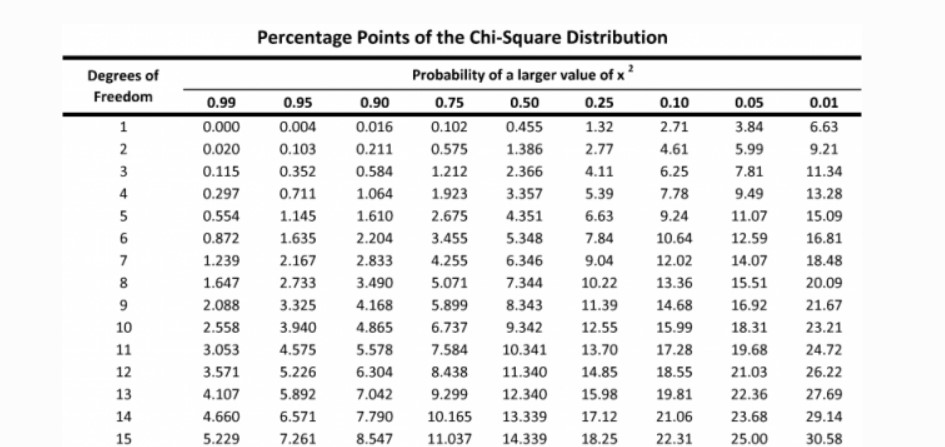 Percentage Points of the Chi-Square Distribution
Degrees of Freedom
Probability of a larger value of x ²
0.99 0.95 0.90 0.75 0.50 0.25 0.10 0.05 0.01
1 0.000 0.004 0.016 0.102 0.455 1.32 2.71 3.84 6.63
2 0.020 0.103 0.211 0.575 1.386 2.77 4.61 5.99 9.21
3 0.115 0.352 0.584 1.212 2.366 4.11 6.25 7.81 11.34
4 0.297 0.711 1.064 1.923 3.357 5.39 7.78 9.49 13.28
5 0.554 1.145 1.610 2.675 4.351 6.63 9.24 11.07 15.09
6 0.872 1.635 2.204 3.455 5.348 7.84 10.64 12.59 16.81
7 1.239 2.167 2.833 4.255 6.346 9.04 12.02 14.07 18.48
8 1.647 2.733 3.490 5.071 7.344 10.22 13.36 15.51 20.09
9 2.088 3.325 4.168 5.899 8.343 11.39 14.68 16.92 21.67
10 2.558 3.940 4.865 6.737 9.342 12.55 15.99 18.31 23.21
11 3.053 4.575 5.578 7.584 10.341 13.70 17.28 19.68 24.72
12 3.571 5.226 6.304 8.438 11.340 14.85 18.55 21.03 26.22
13 4.107 5.892 7.042 9.299 12.340 15.98 19.81 22.36 27.69
14 4.660 6.571 7.790 10.165 13.339 17.12 21.06 23.68 29.14
15 5.229 7.261 8.547 11.037 14.339 18.25 22.31 25.00 30.58